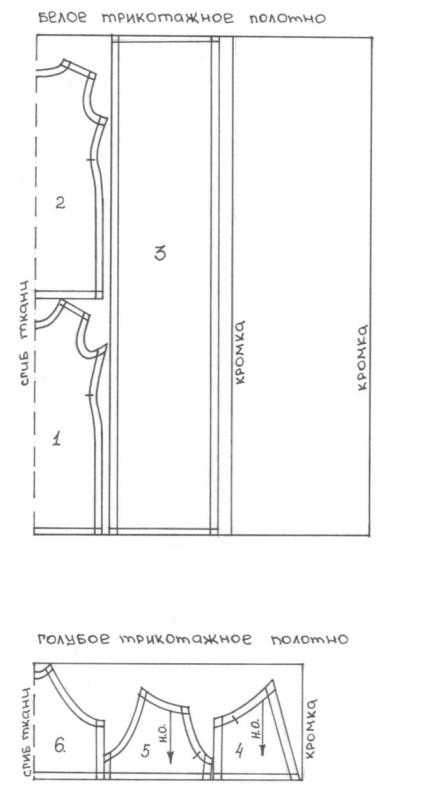 белое трикотажное полотно
2
3
сгиб ткани
кромка
кромка
1
голубое трикотажное полотно
сгиб ткани
6.
5
н.о.
4
н.о.
кромка